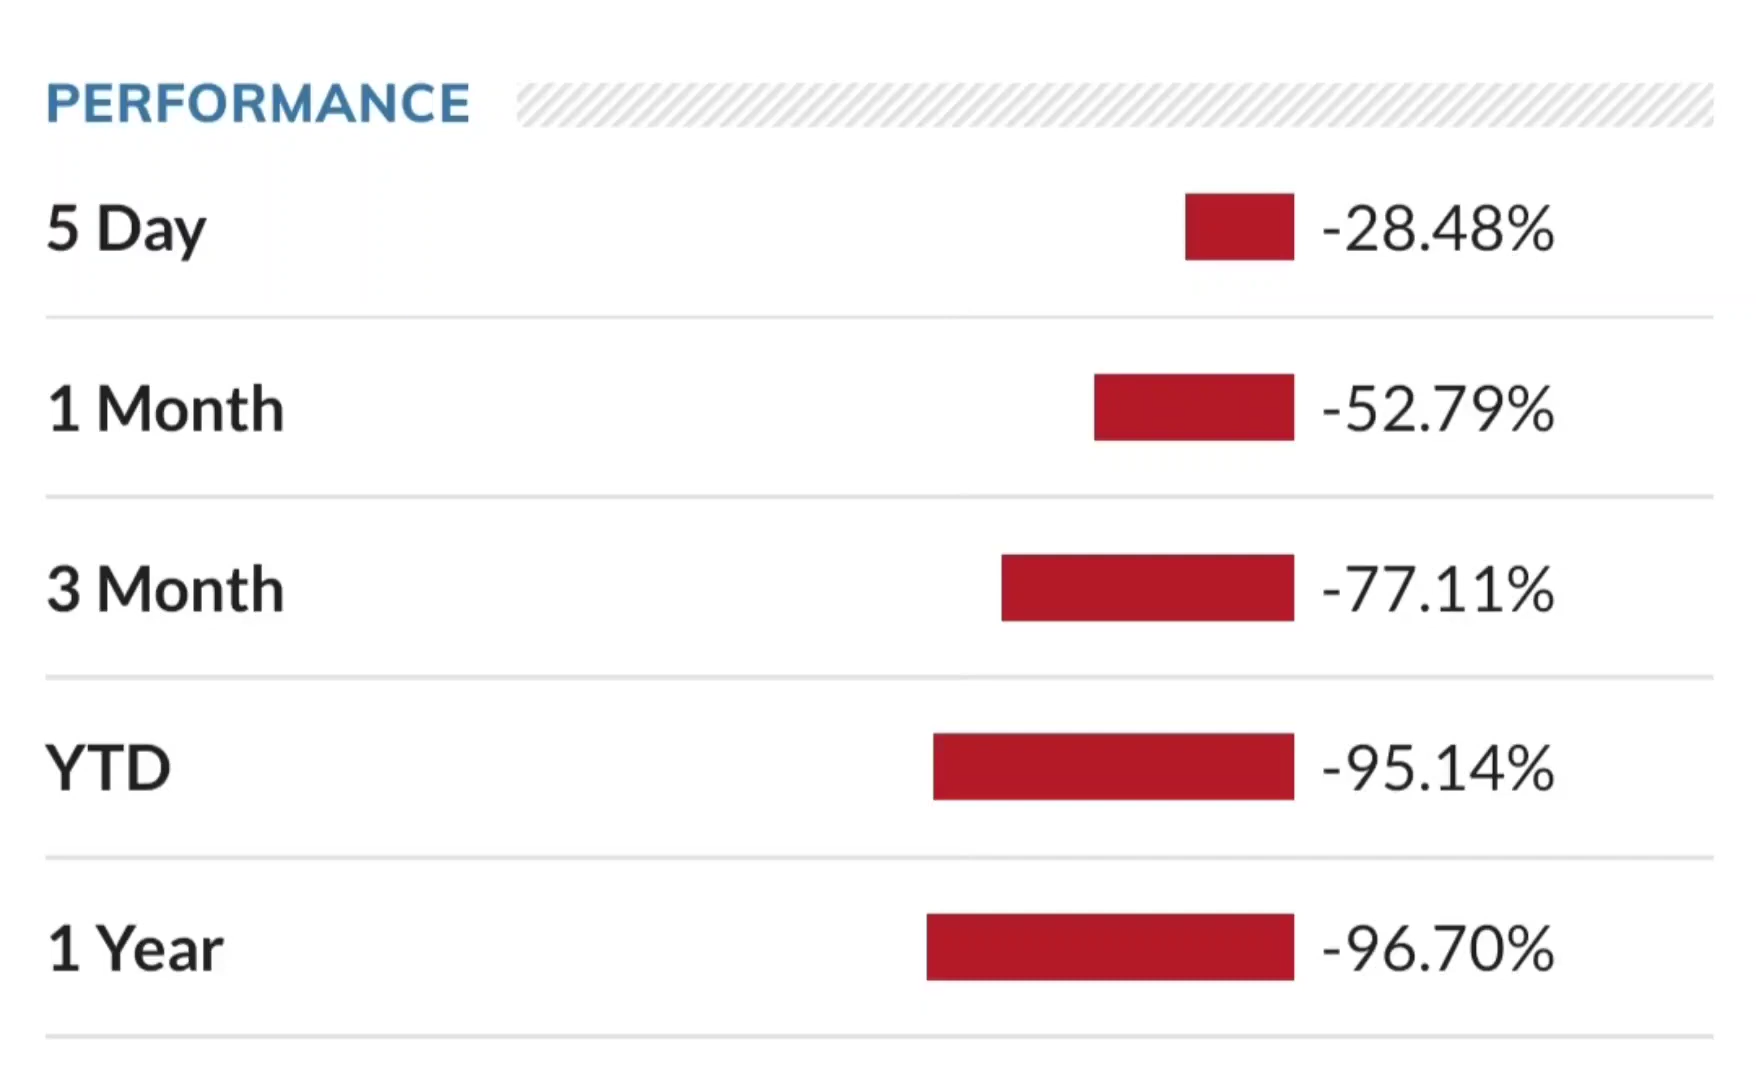 PERFORMANCE
5 Day -28.48%
1 Month -52.79%
3 Month -77.11%
YTD -95.14%
1 Year -96.70%